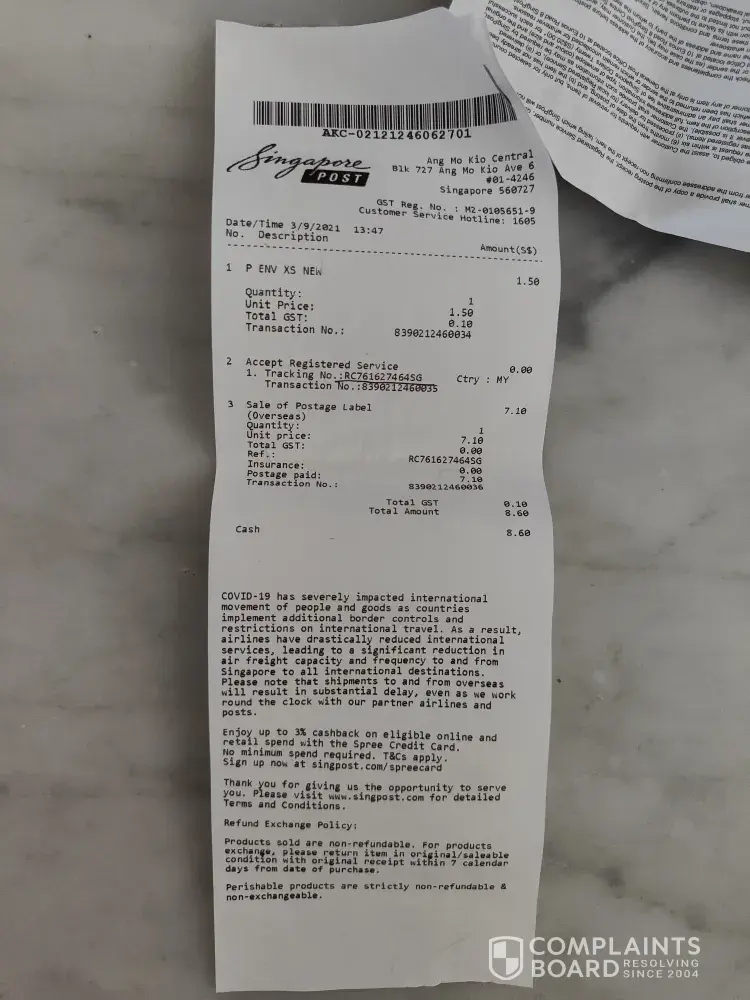 AKC-02121246062701
Singapore
POST
Ang Mo Kio Central
Blk 727 Ang Mo Kio Ave 6
#01-4246
Singapore 560727
GST Reg. No. : M2-0105651-9
Customer Service Hotline: 1605
Date/Time 3/9/2021 13:47
No. Description Amount(S$)
1 P ENV XS NEW 1.50
Quantity: 1
Unit Price: 1.50
Total GST: 0.10
Transaction No.: 8390212460034
2 Accept Registered Service 0.00
1. Tracking No.:RC761627464SG Ctry : MY
Transaction No.:8390212460035
3 Sale of Postage Label 7.10
(Overseas)
Quantity: 1
Unit price: 7.10
Total GST: 0.00
Ref.: RC761627464SG
Insurance: 0.00
Postage paid: 7.10
Transaction No.: 8390212460036
Total GST 0.10
Total Amount 8.60
Cash 8.60
COVID-19 has severely impacted international
movement of people and goods as countries
implement additional border controls and
restrictions on international travel. As a result,
airlines have drastically reduced international
services, leading to a significant reduction in
air freight capacity and frequency to and from
Singapore to all international destinations.
Please note that shipments to and from overseas
will result in substantial delay, even as we work
round the clock with our partner airlines and
posts.
Enjoy up to 3% cashback on eligible online and
retail spend with the Spree Credit Card.
No minimum spend required. T&Cs apply.
Sign up now at singpost.com/spreecard
Thank you for giving us the opportunity to serve
you. Please visit www.singpost.com for detailed
Terms and Conditions.
Refund Exchange Policy:
Products sold are non-refundable. For products
exchange, please return item in original/saleable
condition with original receipt within 7 calendar
days from date of purchase.
Perishable products are strictly non-refundable &
non-exchangeable.
COMPLAINTS
BOARD RESOLVING
SINCE 2004